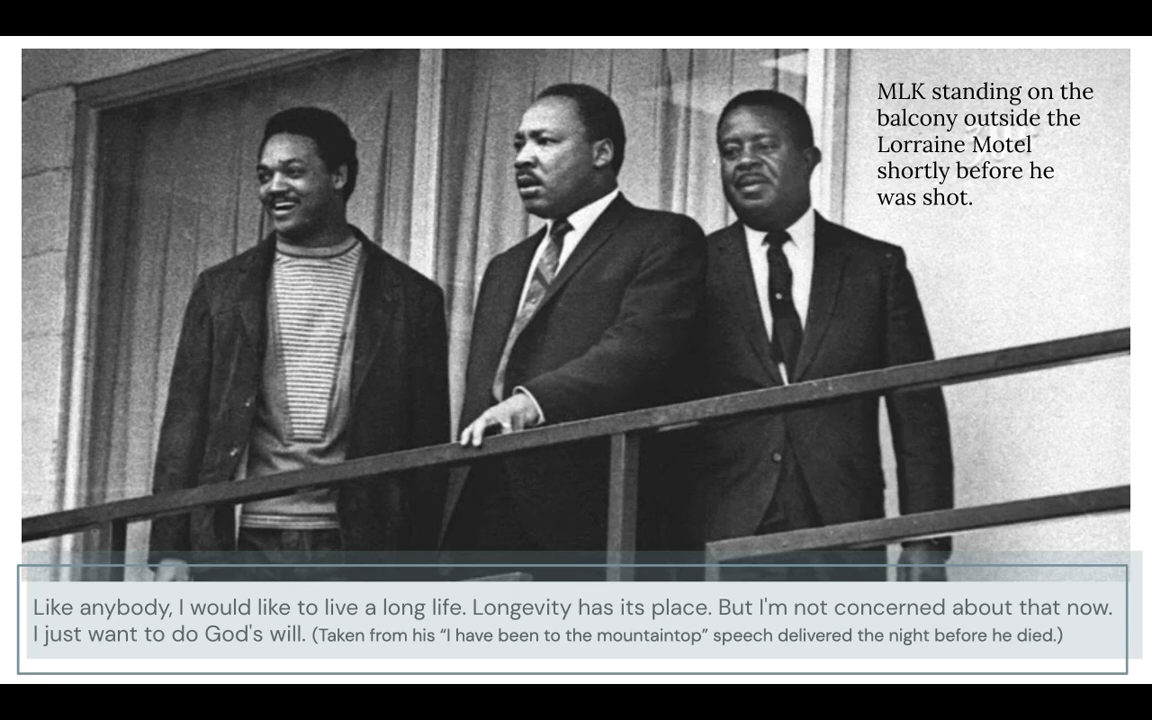 MLK standing on the
balcony outside the
Lorraine Motel
shortly before he
was shot.
Like anybody, I would like to live a long life. Longevity has its place. But I'm not concerned about that now.
I just want to do God's will. (Taken from his “I have been to the mountaintop” speech delivered the night before he died.)